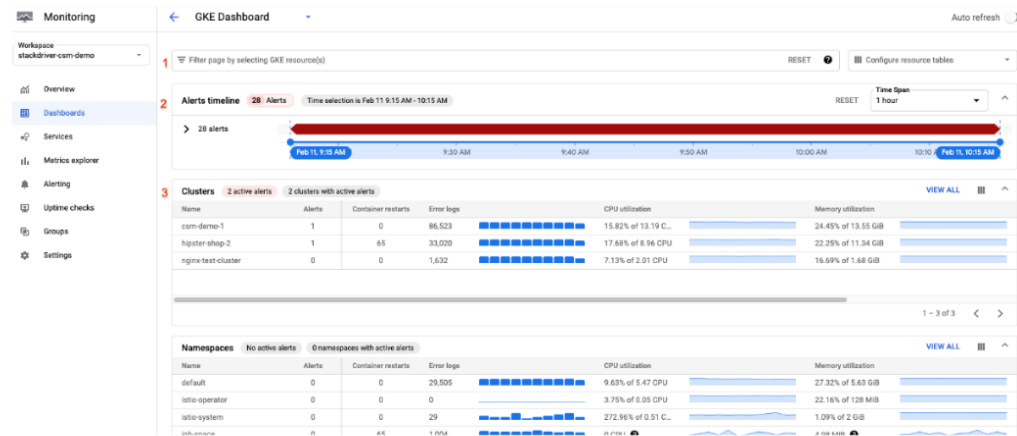 Monitoring
GKE Dashboard
Auto refresh
Workspace
stackdriver-csm-demo
Overview
Dashboards
Services
Metrics explorer
Alerting
Uptime checks
Groups
Settings
1 Filter page by selecting GKE resource(s) RESET Configure resource tables
2 Alerts timeline 28 Alerts Time selection is Feb 11 9:15 AM - 10:15 AM RESET Time Span 1 hour
28 alerts
Feb 11, 9:15 AM 9:30 AM 9:40 AM 9:50 AM 10:00 AM 10:10 Feb 11, 10:15 AM
3 Clusters 2 active alerts 2 clusters with active alerts VIEW ALL
Name Alerts Container restarts Error logs CPU utilization Memory utilization
csm-demo-1 1 0 86,523 15.82% of 13.19 C... 24.45% of 13.55 GiB
hipster-shop-2 1 65 33,020 17.68% of 8.96 CPU 22.25% of 11.34 GiB
nginx-test-cluster 0 0 1,632 7.13% of 2.01 CPU 16.69% of 1.68 GiB
1 – 3 of 3
Namespaces No active alerts 0 namespaces with active alerts VIEW ALL
Name Alerts Container restarts Error logs CPU utilization Memory utilization
default 0 0 29,505 9.63% of 5.47 CPU 27.32% of 5.63 GiB
istio-operator 0 0 0 3.75% of 0.05 CPU 22.16% of 128 MiB
istio-system 0 0 29 272.96% of 0.51 C... 1.09% of 2 GiB
0 65 1,004 0 CPU 4.98 MiB